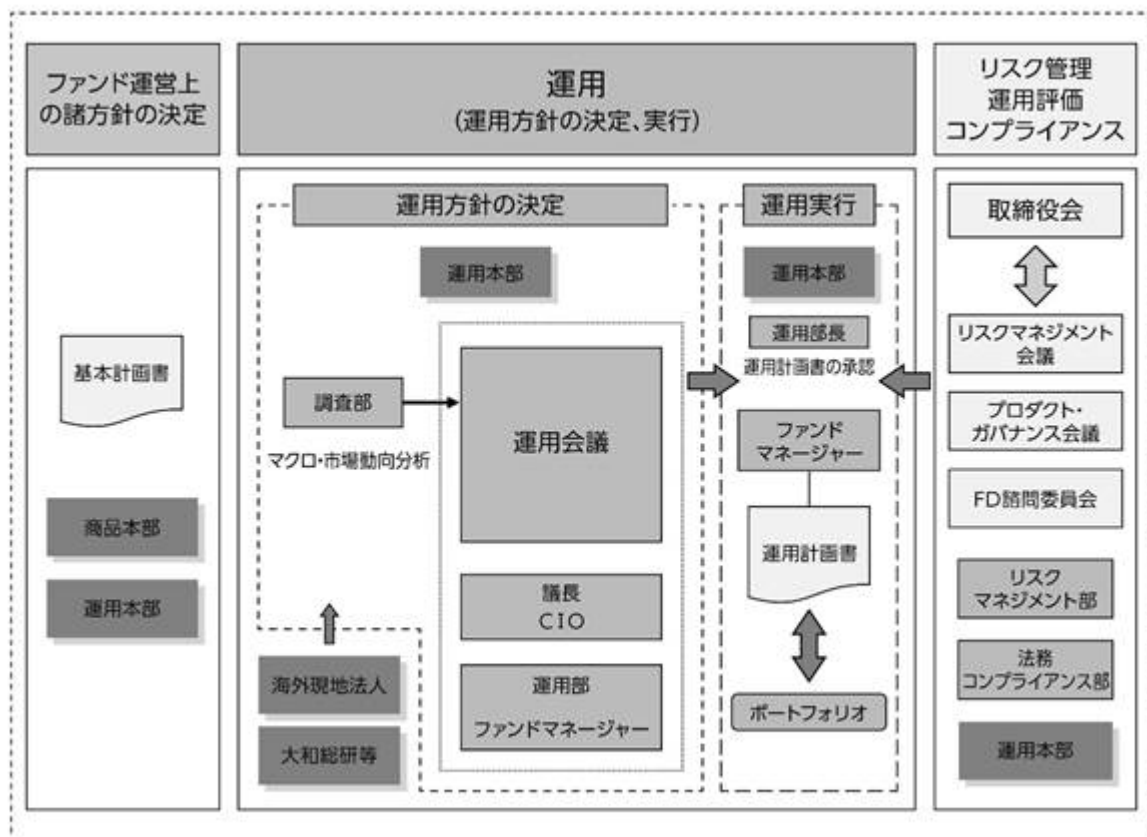 ファンド運営上
の諸方針の決定
運用
(運用方針の決定、実行)
リスク管理
運用評価
コンプライアンス
基本計画書
商品本部
運用本部
運用方針の決定
運用本部
調査部
マクロ・市場動向分析
運用会議
議長
CIO
運用部
ファンドマネージャー
海外現地法人
大和総研等
運用実行
運用本部
運用部長
運用計画書の承認
ファンド
マネージャー
運用計画書
ポートフォリオ
取締役会
リスクマネジメント
会議
プロダクト・
ガバナンス会議
FD諮問委員会
リスク
マネジメント部
法務
コンプライアンス部
運用本部